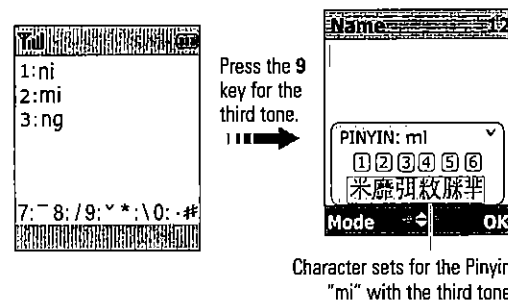 1:ni
2:mi
3:ng
7:ˉ 8:/ 9:ˇ *:\ 0:·#
Press the 9
key for the
third tone.
Name 12
PINYIN: mi ˇ
1 2 3 4 5 6
米靡弭敉脒芈
Mode OK
Character sets for the Pinyin
"mi" with the third tone